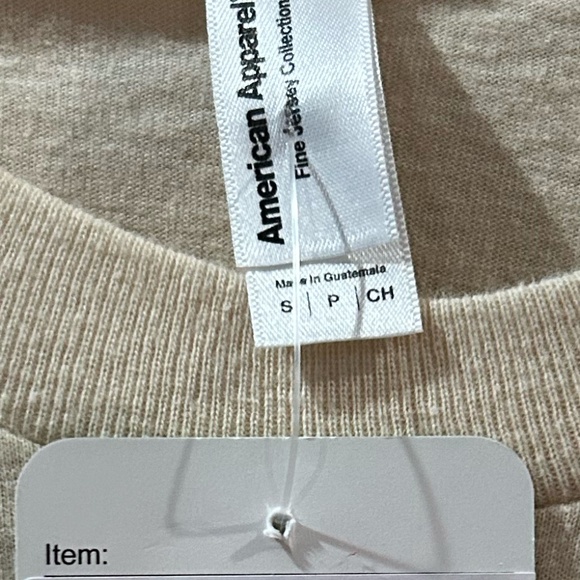 American Apparel
Fine Jersey Collection
Made in Guatemala
S | P | CH
Item: